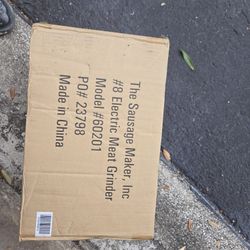 The Sausage Maker, Inc
#8 Electric Meat Grinder
Model #60201
PO# 23798
Made in China